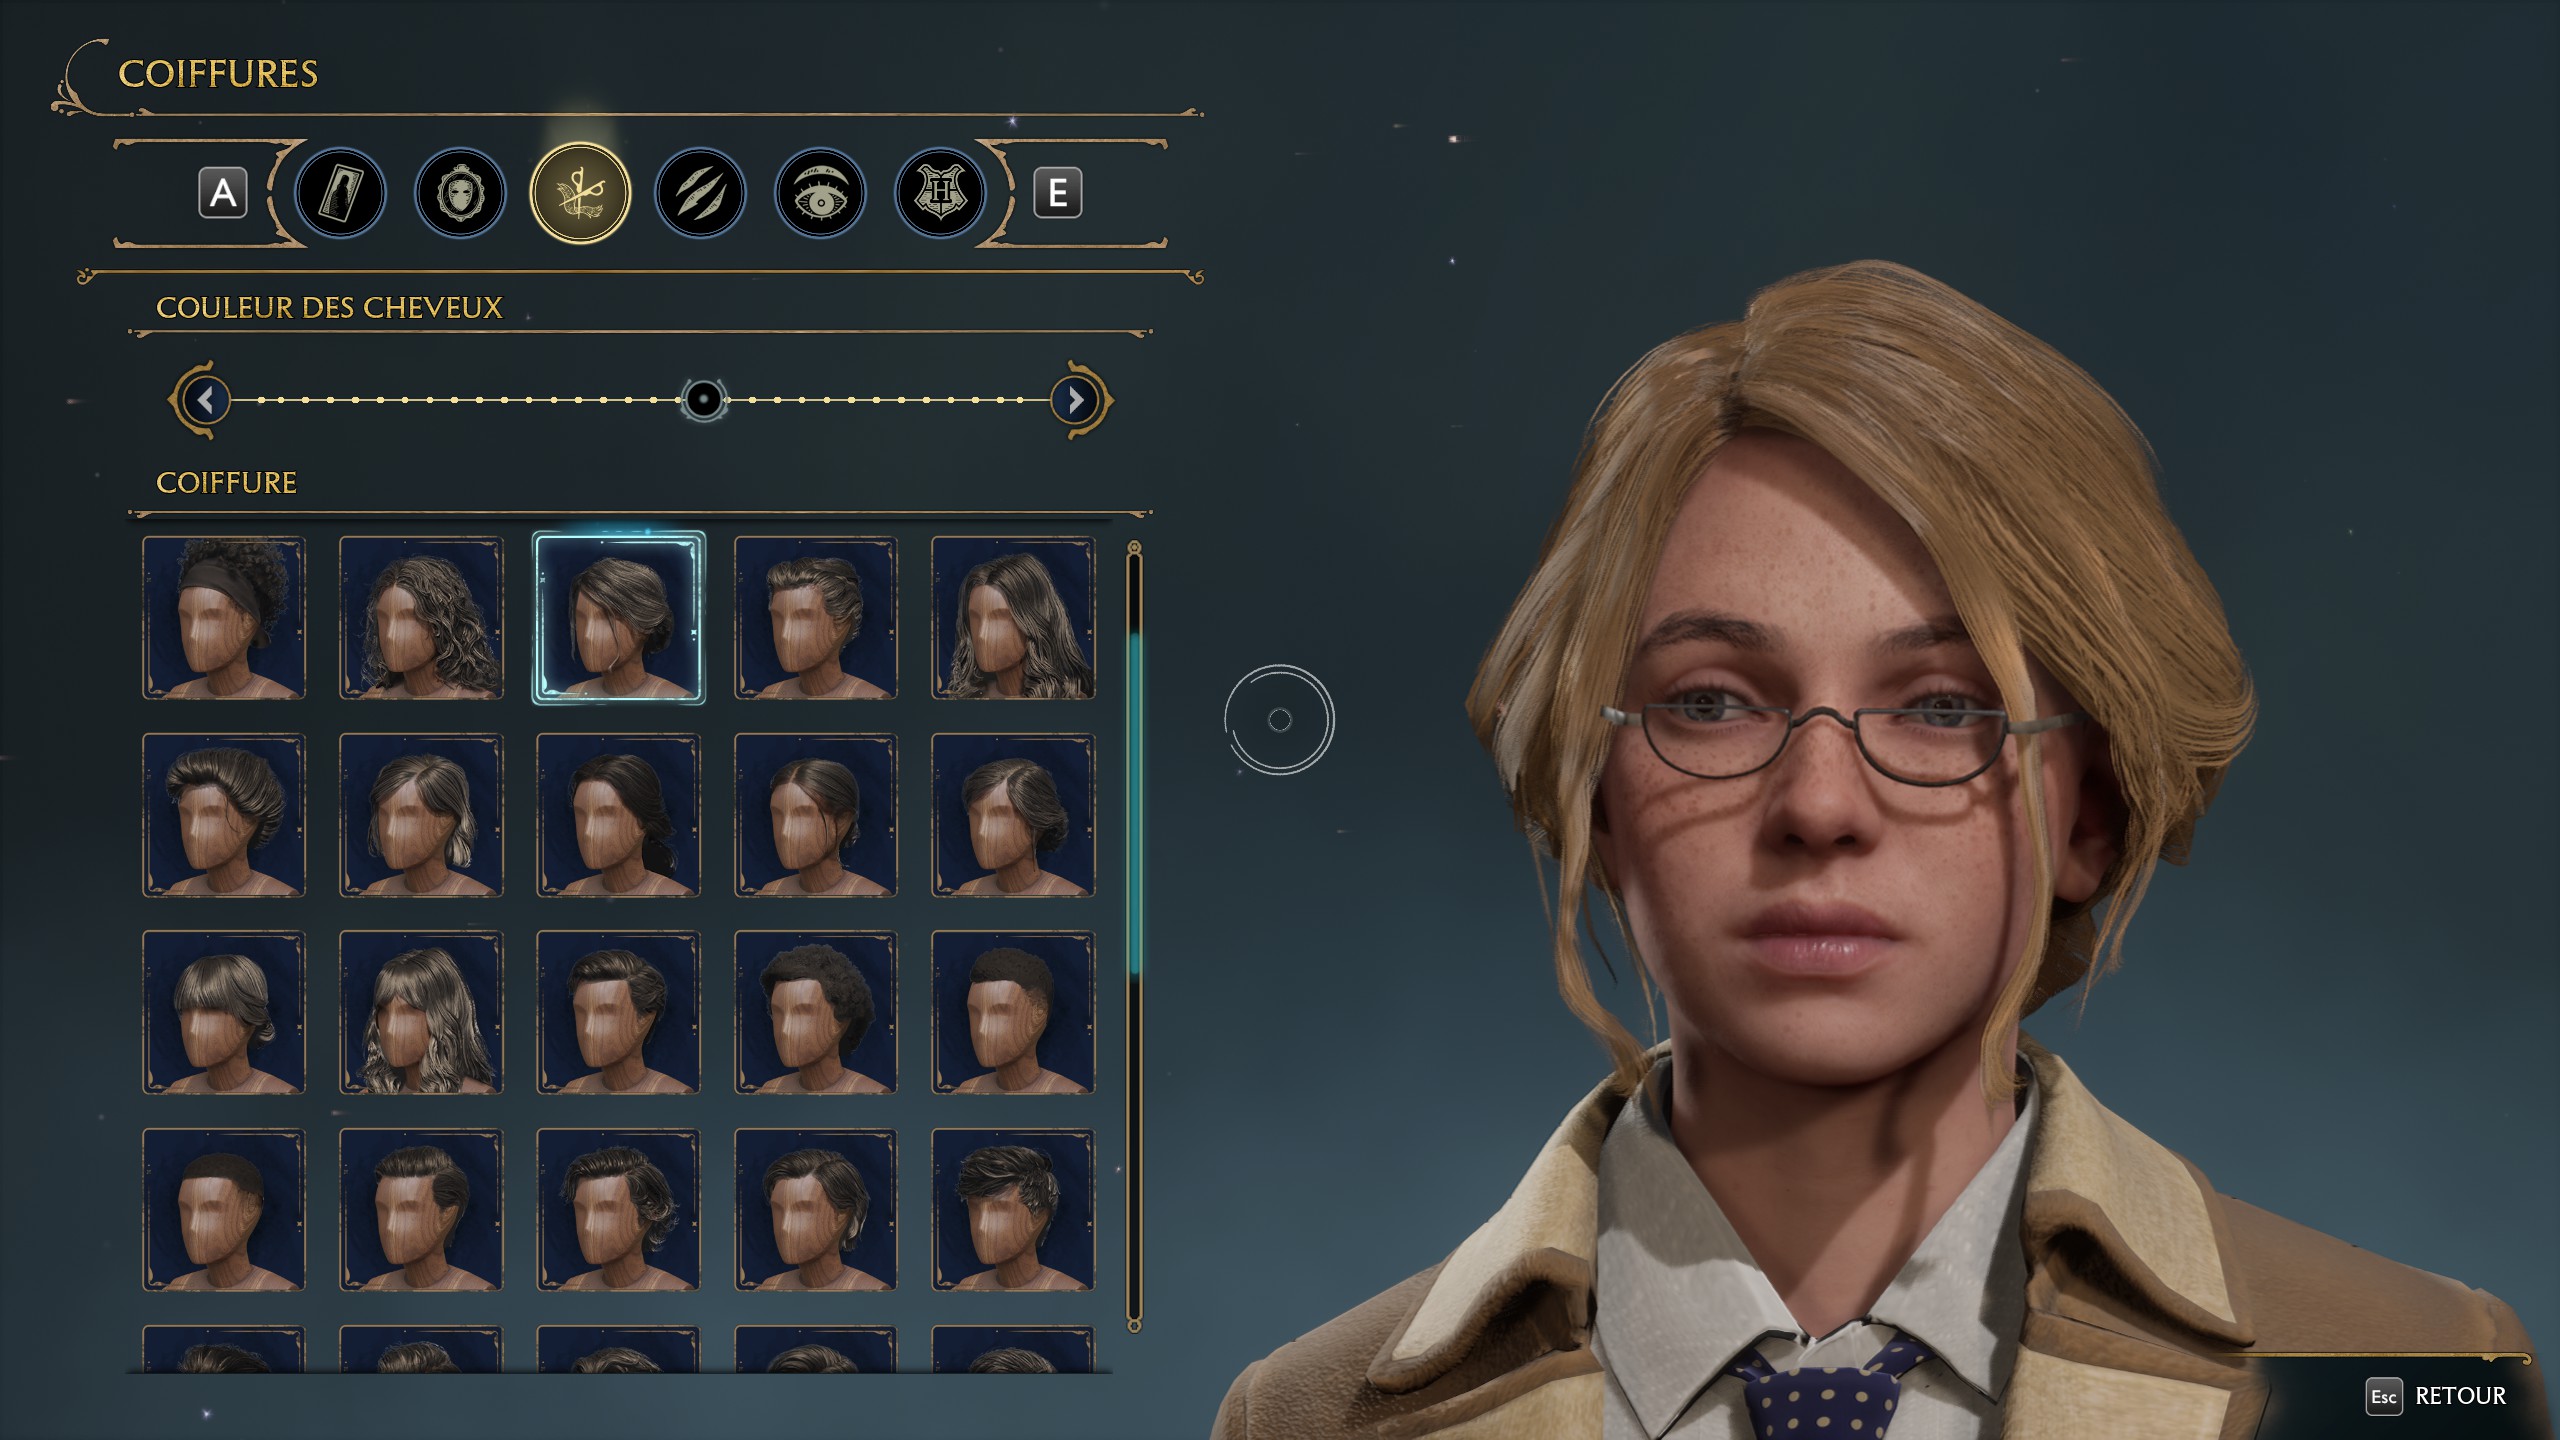 COIFFURES
A
H
E
COULEUR DES CHEVEUX
COIFFURE
Esc RETOUR